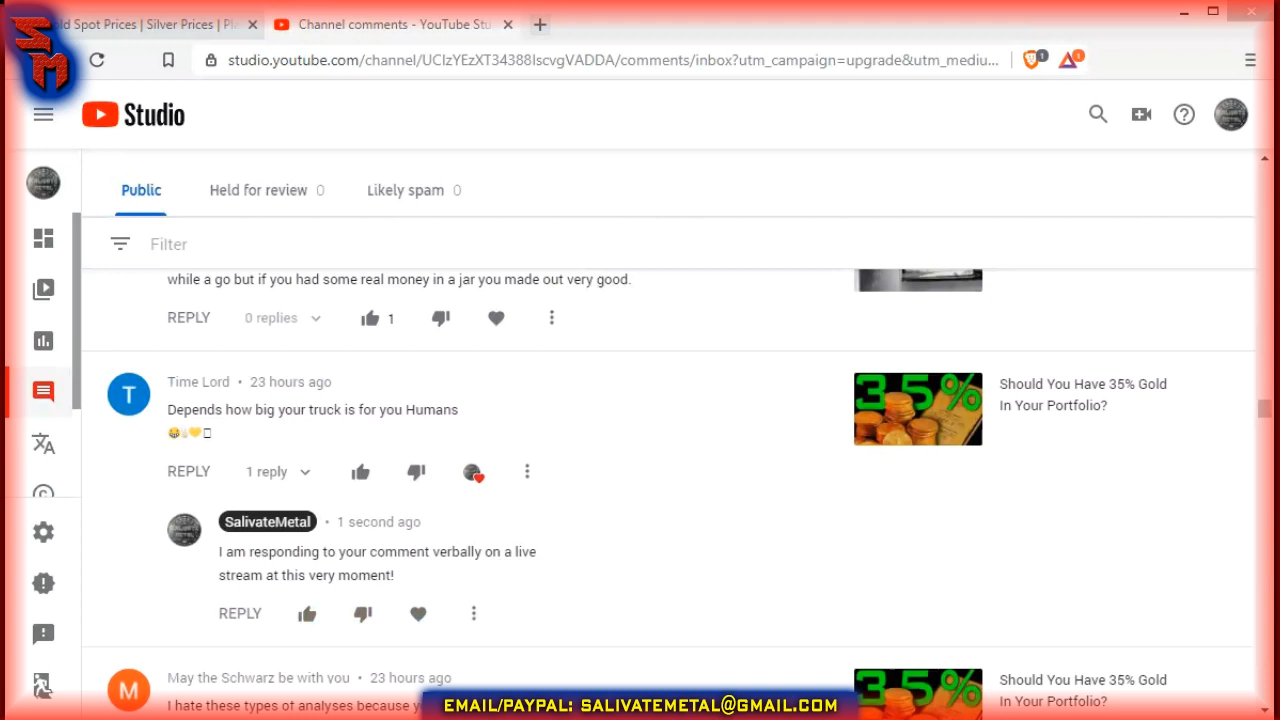 SM
old Spot Prices | Silver Prices | Pl
Channel comments - YouTube Stu
studio.youtube.com/channel/UClzYEzXT34388IscvgVADDA/comments/inbox?utm_campaign=upgrade&utm_mediu...
1
1
Studio
Public
Held for review 0
Likely spam 0
Filter
while a go but if you had some real money in a jar you made out very good.
REPLY 0 replies 1
T
Time Lord • 23 hours ago
Depends how big your truck is for you Humans
35%
Should You Have 35% Gold
In Your Portfolio?
REPLY 1 reply
SalivateMetal • 1 second ago
I am responding to your comment verbally on a live
stream at this very moment!
REPLY
M
May the Schwarz be with you • 23 hours ago
I hate these types of analyses because
35%
Should You Have 35% Gold
In Your Portfolio?
EMAIL/PAYPAL: SALIVATEMETAL@GMAIL.COM